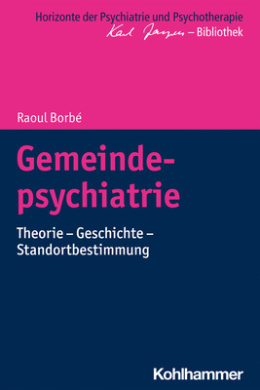 Horizonte der Psychiatrie und Psychotherapie
Karl Jaspers – Bibliothek
Raoul Borbé
Gemeinde-
psychiatrie
Theorie – Geschichte –
Standortbestimmung
Kohlhammer